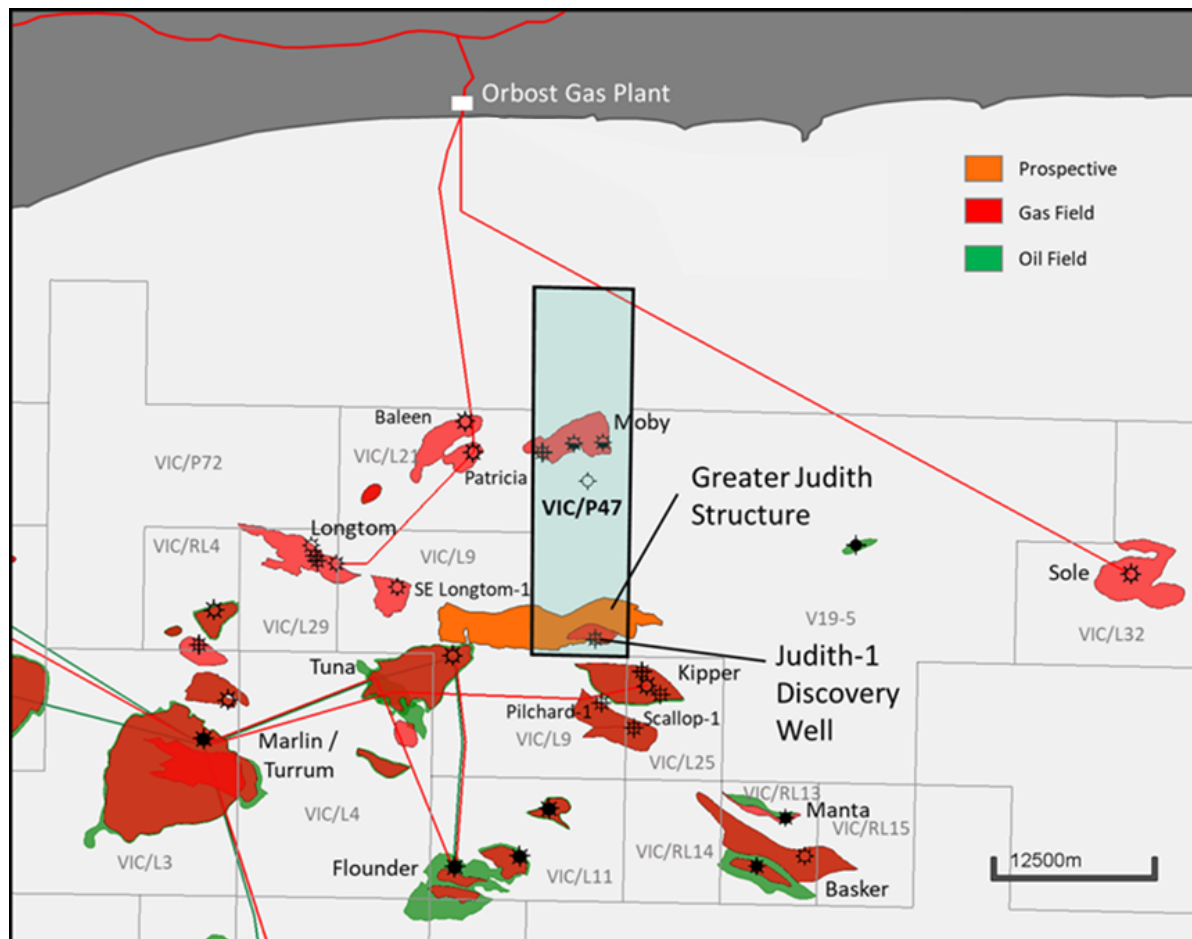 Orbost Gas Plant
Prospective
Gas Field
Oil Field
Baleen
Moby
VIC/P72
VIC/L21
Patricia
VIC/P47
Greater Judith
Structure
Longtom
VIC/RL4
VIC/L9
SE Longtom-1
Sole
VIC/L29
V19-5
VIC/L32
Tuna
Kipper
Judith-1
Discovery
Well
Pilchard-1
Scallop-1
VIC/L9
Marlin /
Turrum
VIC/L25
VIC/L4
VIC/RL13
Manta
VIC/RL15
VIC/L3
VIC/RL14
Flounder
VIC/L11
Basker
12500m